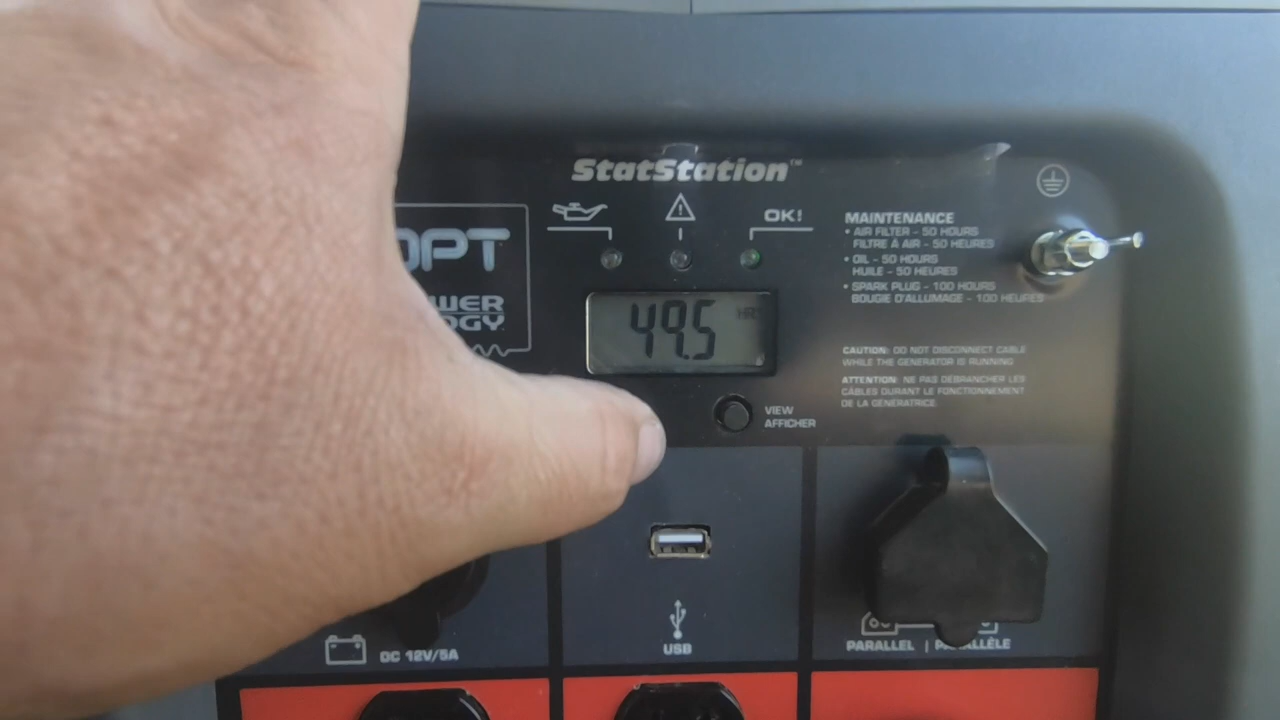 StatStation™
OK!
OPT
WER
OGY
49.5 HRS
VIEW
AFFICHER
MAINTENANCE
• AIR FILTER - 50 HOURS
FILTRE À AIR - 50 HEURES
• OIL - 50 HOURS
HUILE - 50 HEURES
• SPARK PLUG - 100 HOURS
BOUGIE D'ALLUMAGE - 100 HEURES
CAUTION: DO NOT DISCONNECT CABLE
WHILE THE GENERATOR IS RUNNING
ATTENTION: NE PAS DÉBRANCHER LES
CÂBLES DURANT LE FONCTIONNEMENT
DE LA GÉNÉRATRICE.
DC 12V/5A
USB
PARALLEL | PARALLÈLE